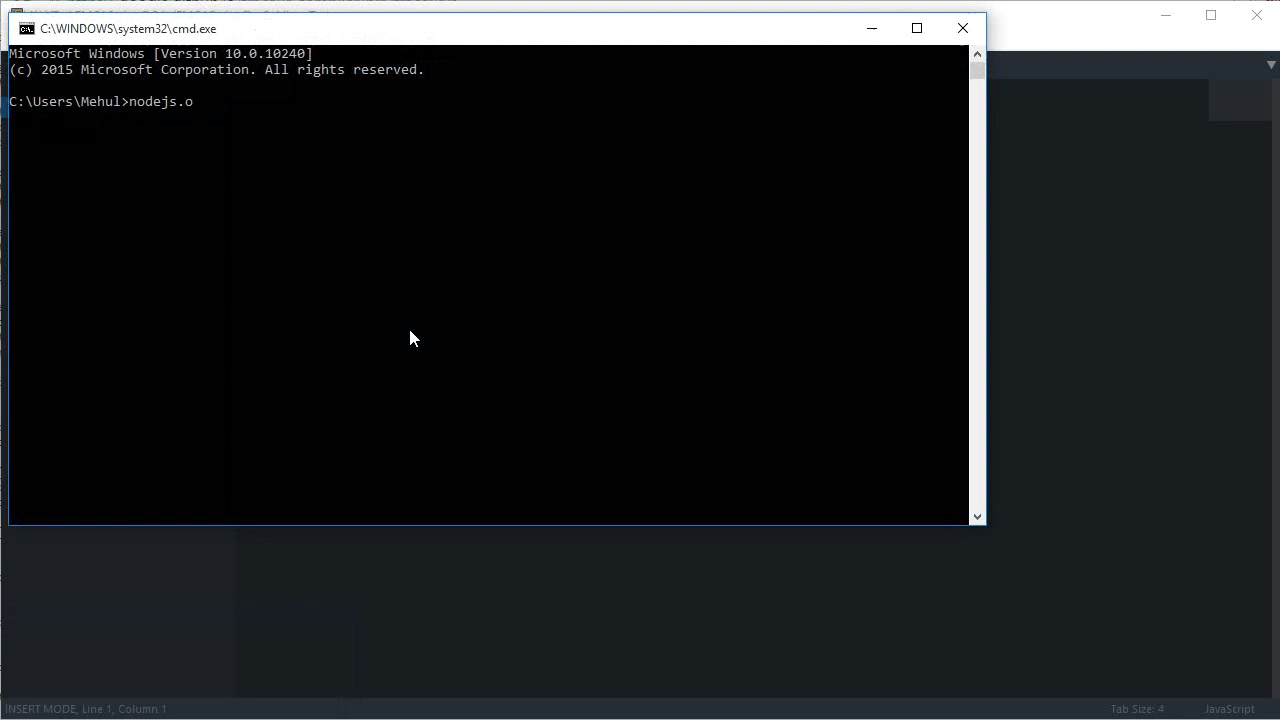 C:\WINDOWS\system32\cmd.exe
Microsoft Windows [Version 10.0.10240]
(c) 2015 Microsoft Corporation. All rights reserved.
C:\Users\Mehul>nodejs.o
INSERT MODE, Line 1, Column 1
Tab Size: 4
JavaScript